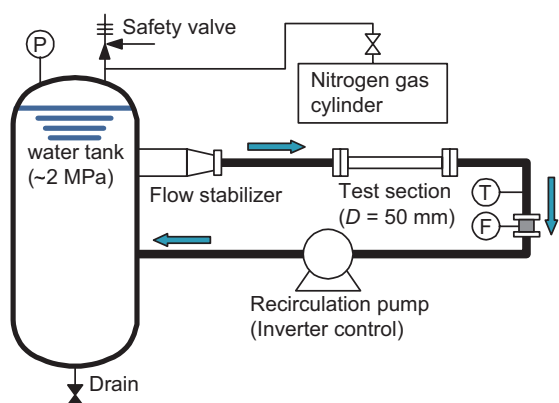 Safety valve
P
Nitrogen gas
cylinder
water tank
(~2 MPa)
Flow stabilizer
Test section
(D = 50 mm)
T
F
Recirculation pump
(Inverter control)
Drain